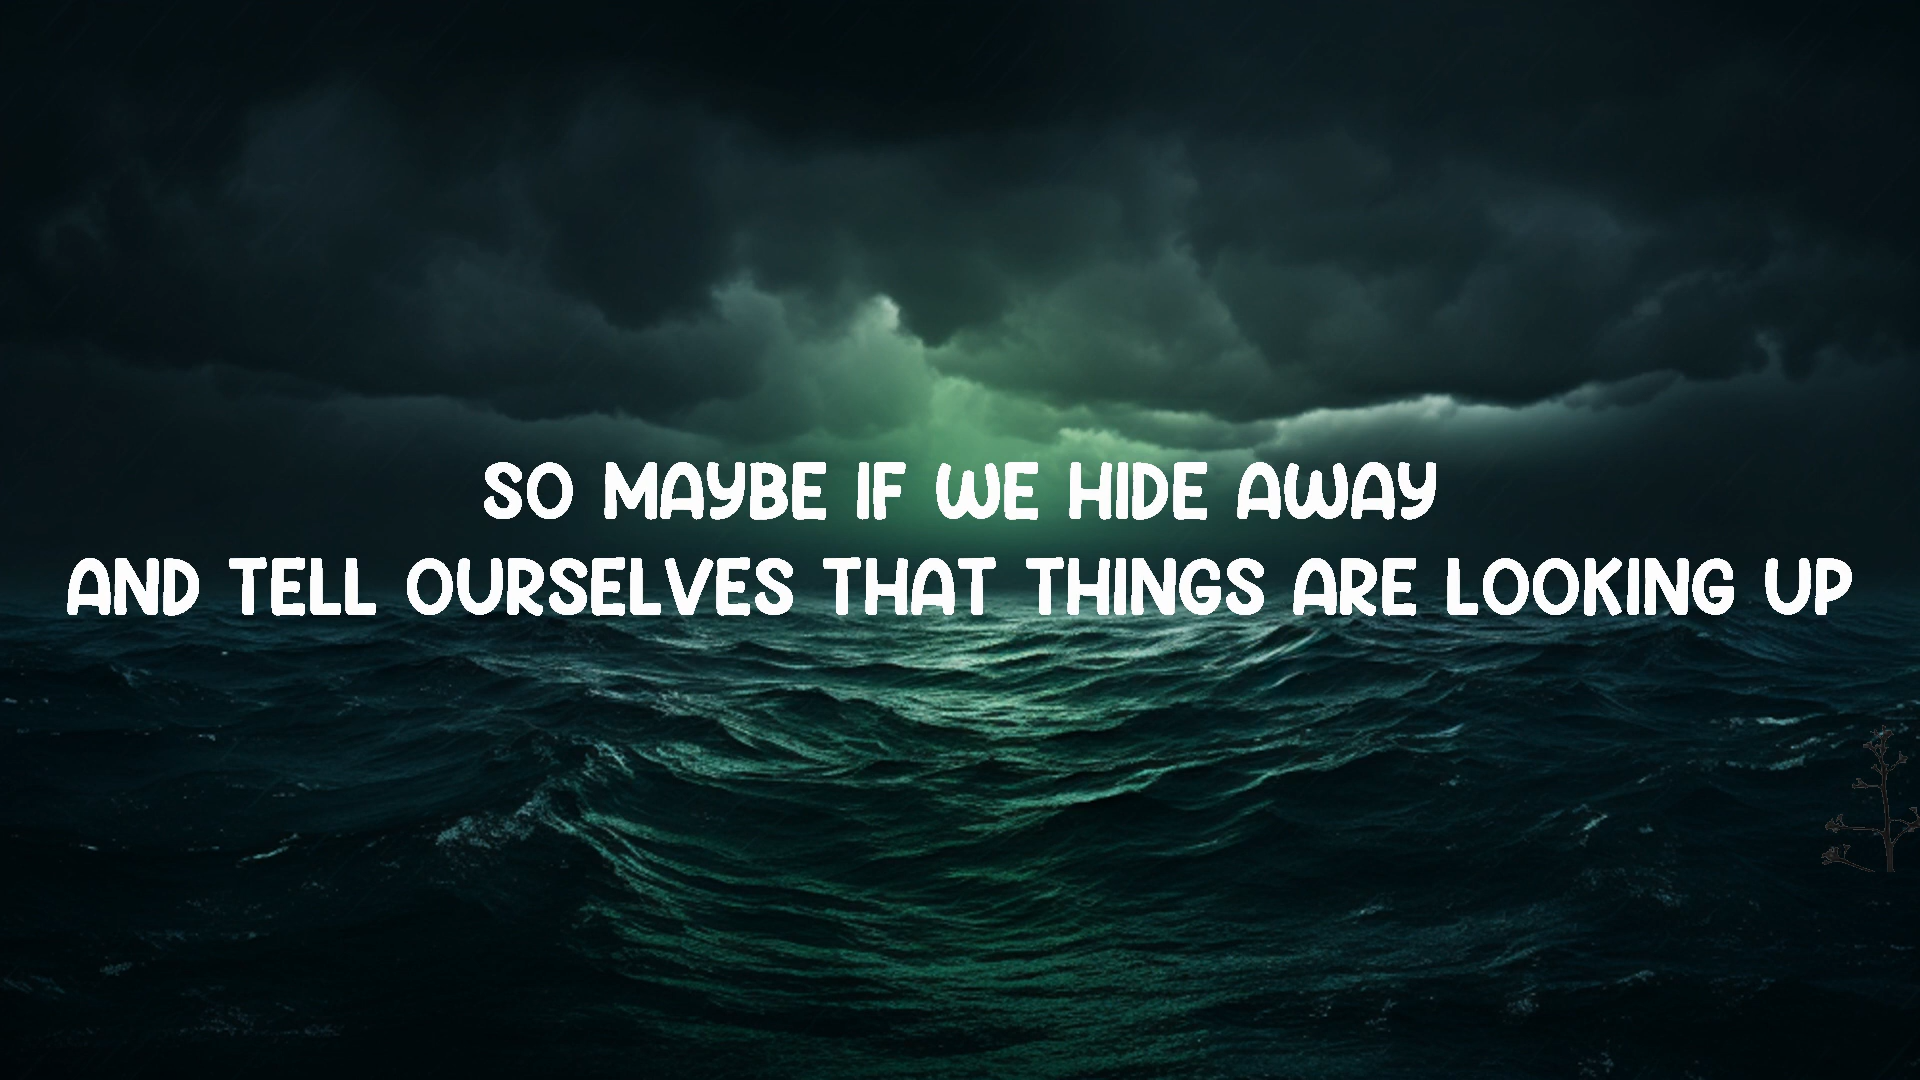 SO MAYBE IF WE HIDE AWAY
AND TELL OURSELVES THAT THINGS ARE LOOKING UP